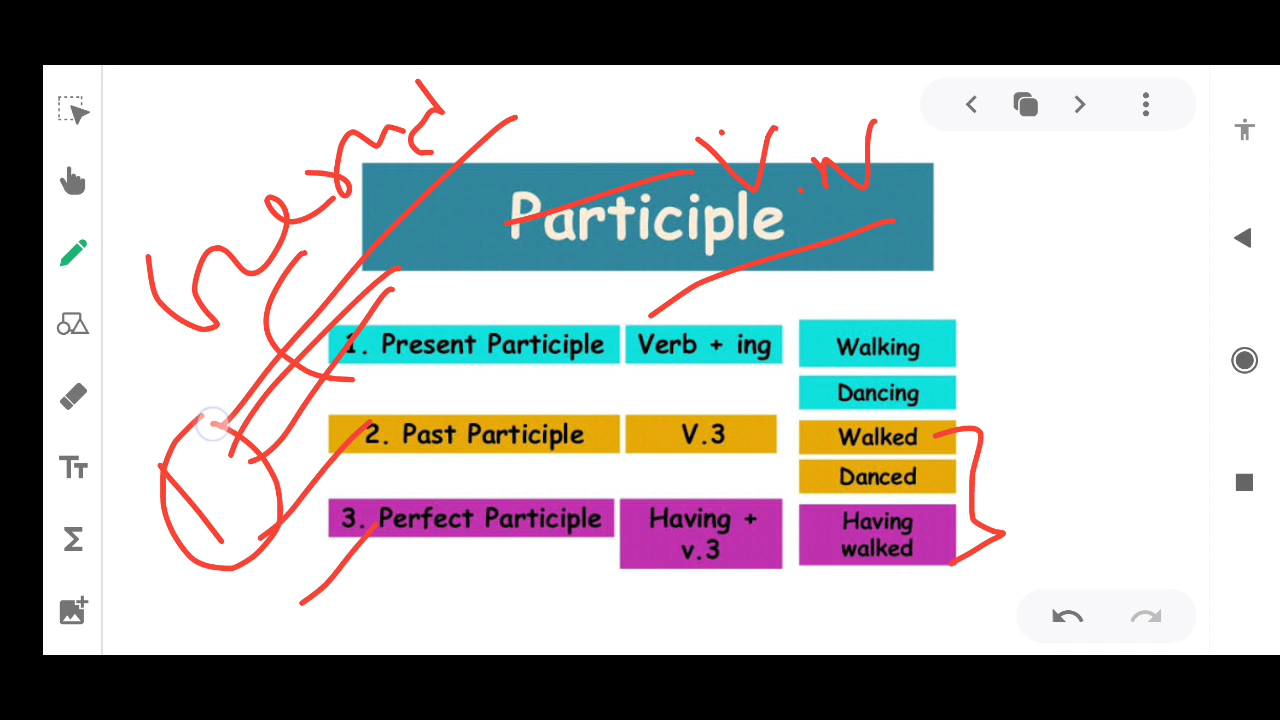 Participle
V.N
1. Present Participle Verb + ing Walking
Dancing
2. Past Participle V.3 Walked
Danced
3. Perfect Participle Having + v.3 Having walked